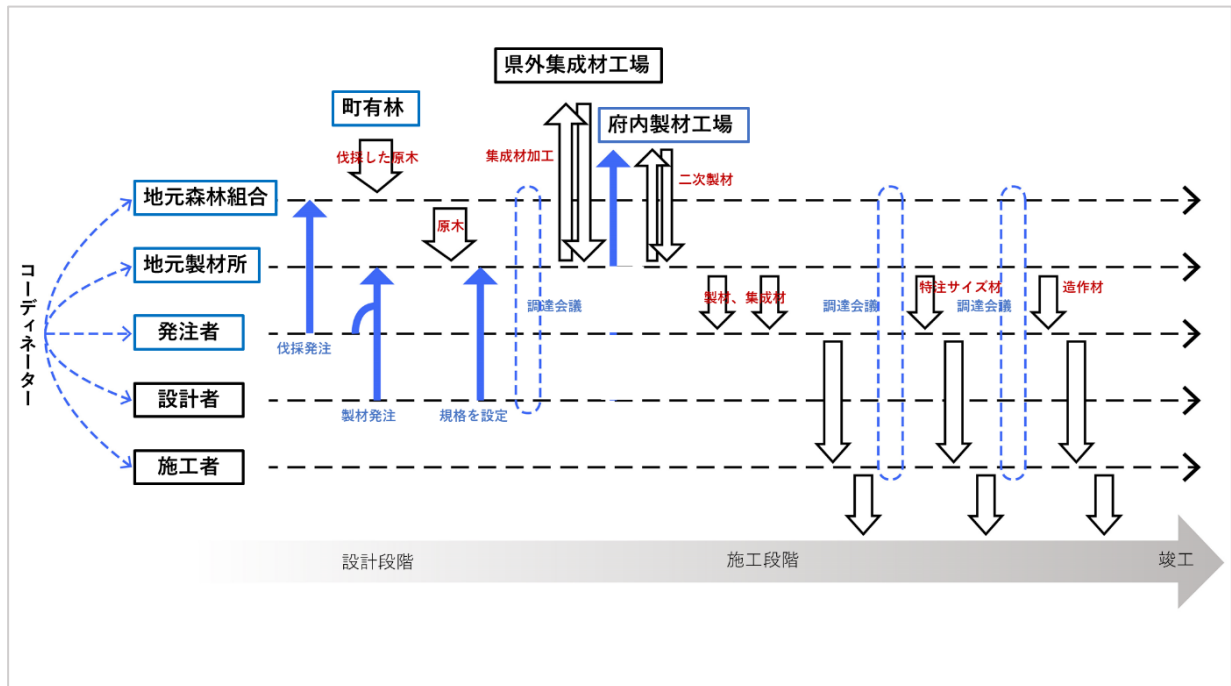 県外集成材工場
町有林
府内製材工場
伐採した原木
集成材加工
二次製材
地元森林組合
原木
地元製材所
コーディネーター
製材、集成材
特注サイズ材
造作材
調達会議
調達会議
調達会議
発注者
伐採発注
設計者
製材発注
規格を設定
施工者
設計段階
施工段階
竣工